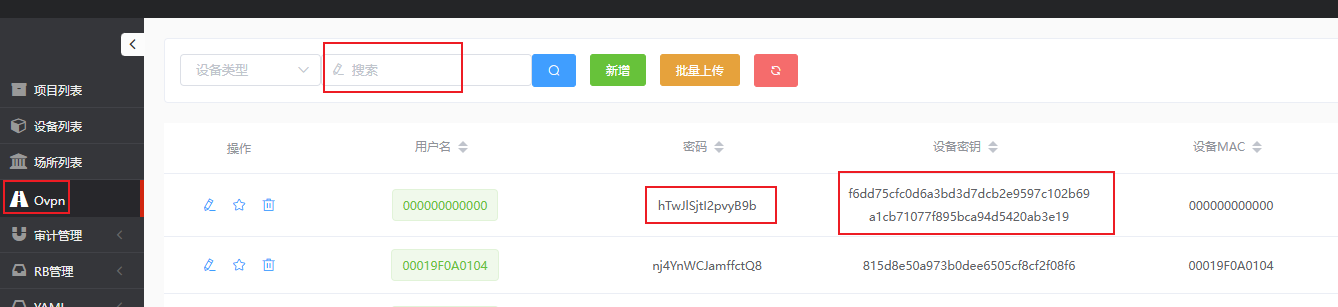 设备类型
搜索
新增
批量上传
项目列表
设备列表
场所列表
Ovpn
审计管理
RB管理
YAML
操作
用户名
密码
设备密钥
设备MAC
000000000000
hTwJlSjtI2pvyB9b
f6dd75cfc0d6a3bd3d7dcb2e9597c102b69
a1cb71077f895bca94d5420ab3e19
000000000000
00019F0A0104
nj4YnWCJamffctQ8
815d8e50a973b0dee6505cf8cf2f08f6
00019F0A0104